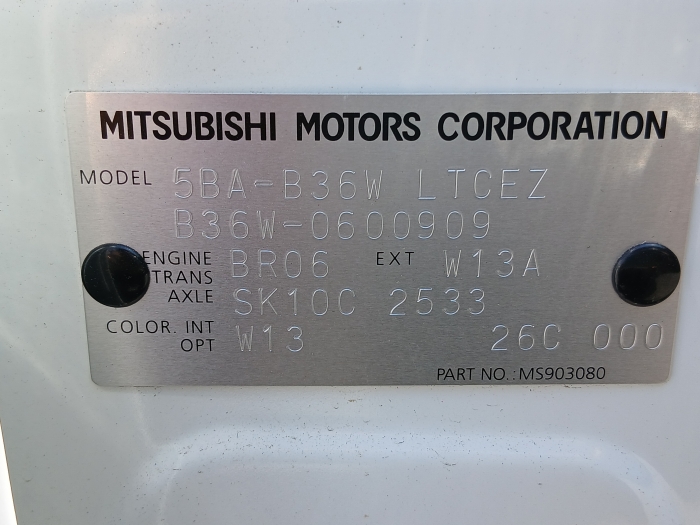 MITSUBISHI MOTORS CORPORATION
MODEL 5BA-B36W LTCEZ
B36W-0600909
ENGINE BR06 EXT W13A
TRANS
AXLE SK10C 2533
COLOR. INT W13 26C 000
OPT
PART NO.:MS903080